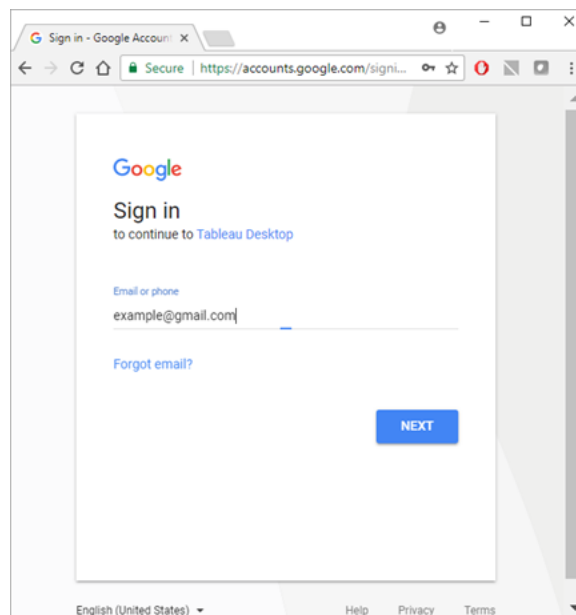 Sign in - Google Accoun
Secure | https://accounts.google.com/signi...
Google
Sign in
to continue to Tableau Desktop
Email or phone
example@gmail.com
Forgot email?
NEXT
English (United States)
Help Privacy Terms